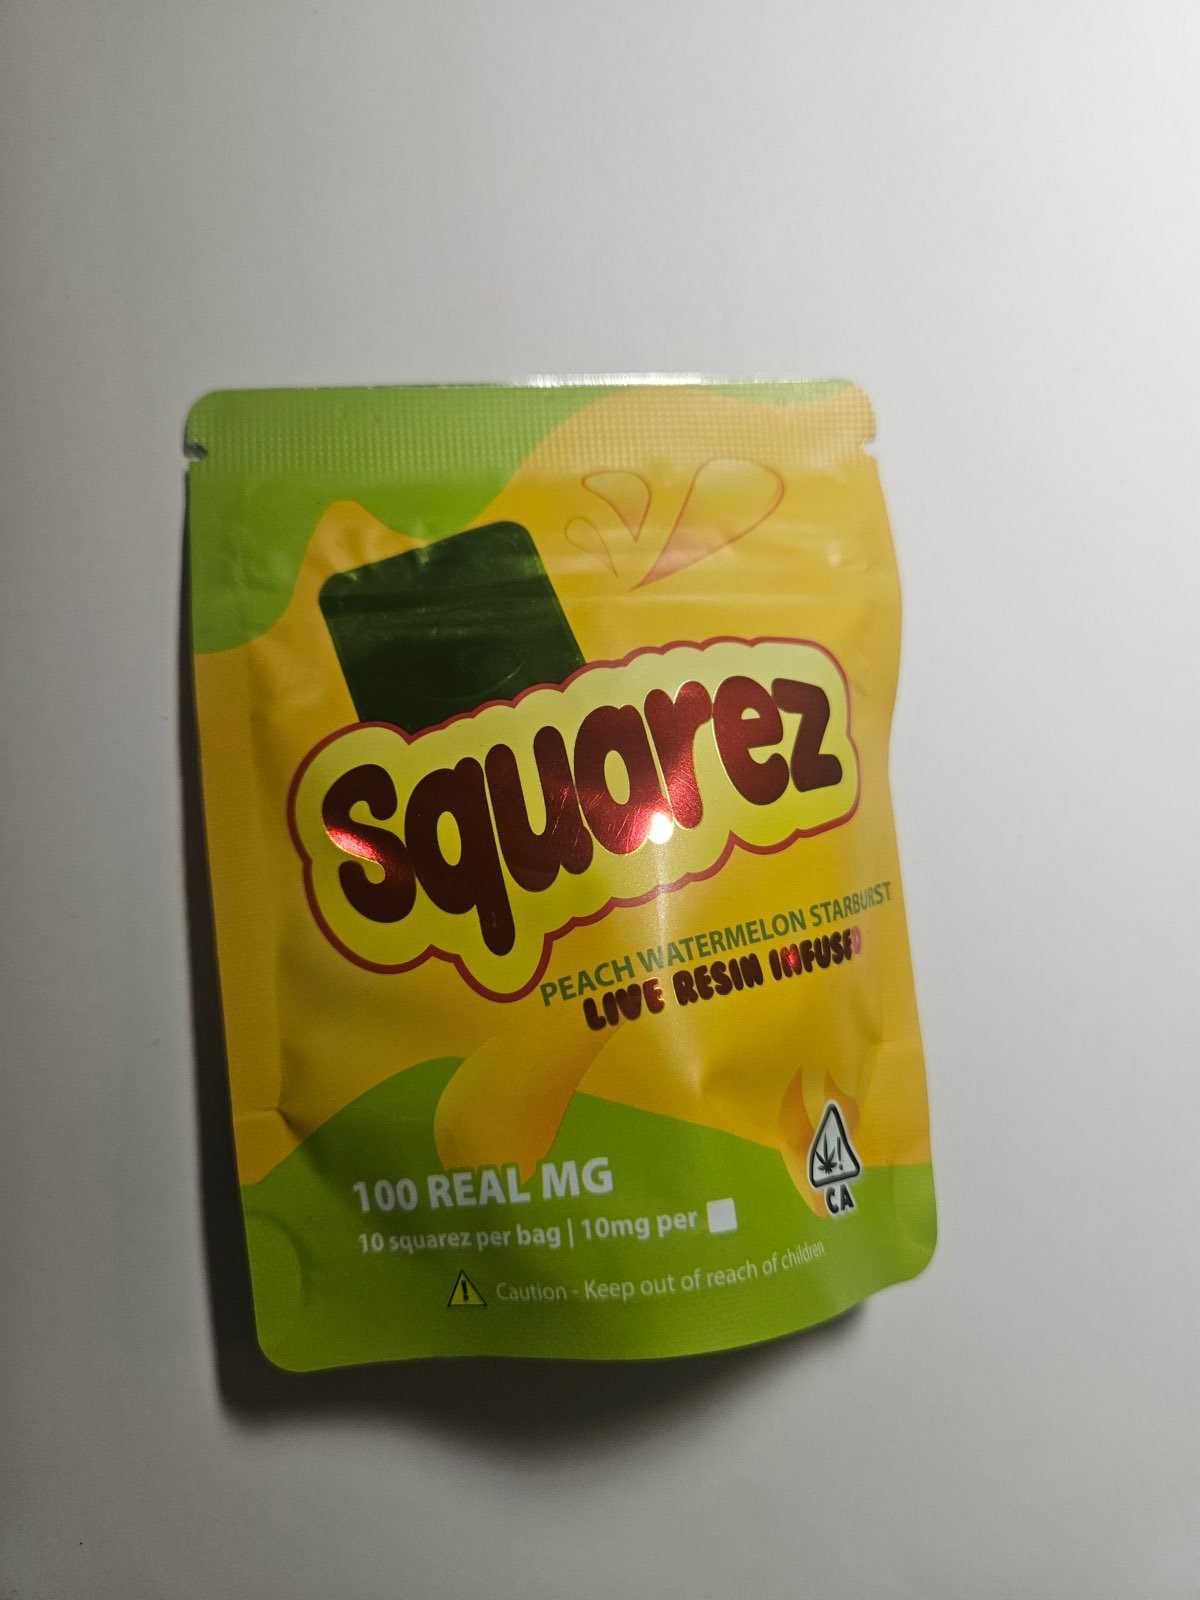 squarez
PEACH WATERMELON STARBURST
LIVE RESIN INFUSED
100 REAL MG
10 squarez per bag | 10mg per
!
CA
! Caution - Keep out of reach of children